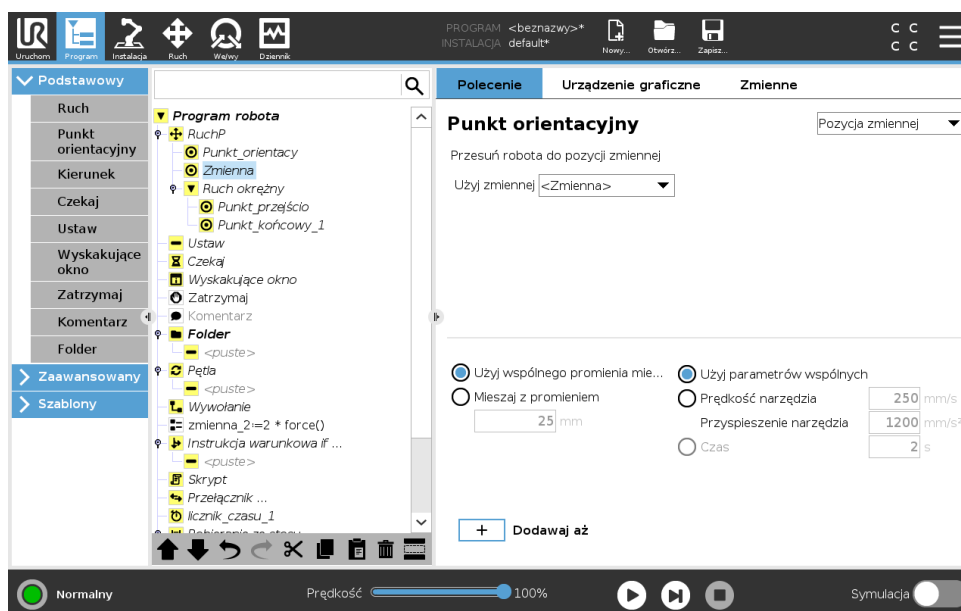 Uruchom
Program
Instalacja
Ruch
We/wy
Dziennik
PROGRAM <beznazwy>*
INSTALACJA default*
Nowy...
Otwórz...
Zapisz...
C C
C C
Podstawowy
Ruch
Punkt
orientacyjny
Kierunek
Czekaj
Ustaw
Wyskakujące
okno
Zatrzymaj
Komentarz
Folder
Zaawansowany
Szablony
Program robota
RuchP
Punkt_orientacy
Zmienna
Ruch okrężny
Punkt_przejścio
Punkt_końcowy_1
Ustaw
Czekaj
Wyskakujące okno
Zatrzymaj
Komentarz
Folder
<puste>
Pętla
<puste>
Wywołanie
zmienna_2:=2 * force()
Instrukcja warunkowa if ...
<puste>
Skrypt
Przełącznik ...
licznik_czasu_1
Polecenie
Urządzenie graficzne
Zmienne
Punkt orientacyjny
Pozycja zmiennej
Przesuń robota do pozycji zmiennej
Użyj zmiennej <Zmienna>
Użyj wspólnego promienia mie...
Mieszaj z promieniem
25 mm
Użyj parametrów wspólnych
Prędkość narzędzia 250 mm/s
Przyspieszenie narzędzia 1200 mm/s²
Czas 2 s
+ Dodawaj aż
Normalny
Prędkość 100%
Symulacja